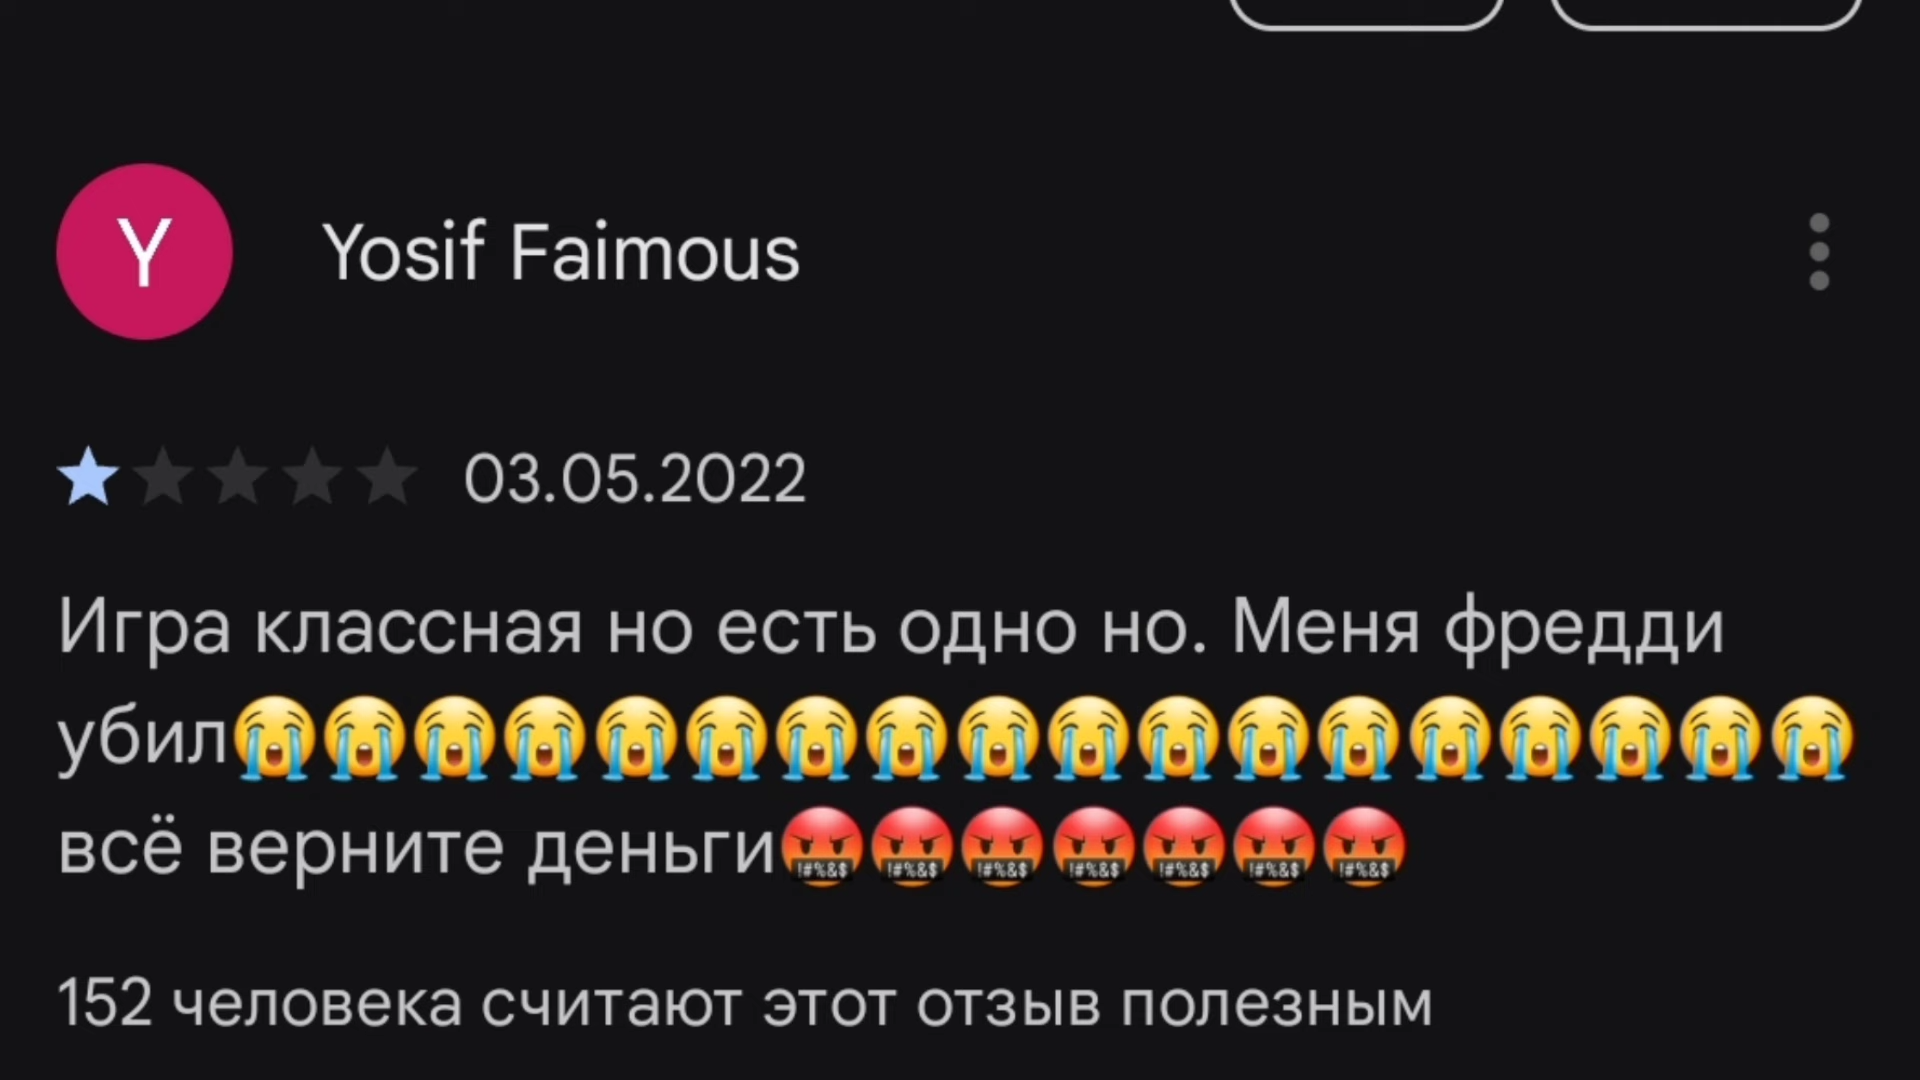 Y
Yosif Faimous
03.05.2022
Игра классная но есть одно но. Меня фредди
убил😭😭😭😭😭😭😭😭😭😭😭😭😭😭😭😭😭😭
всё верните деньги🤬🤬🤬🤬🤬🤬🤬
152 человека считают этот отзыв полезным